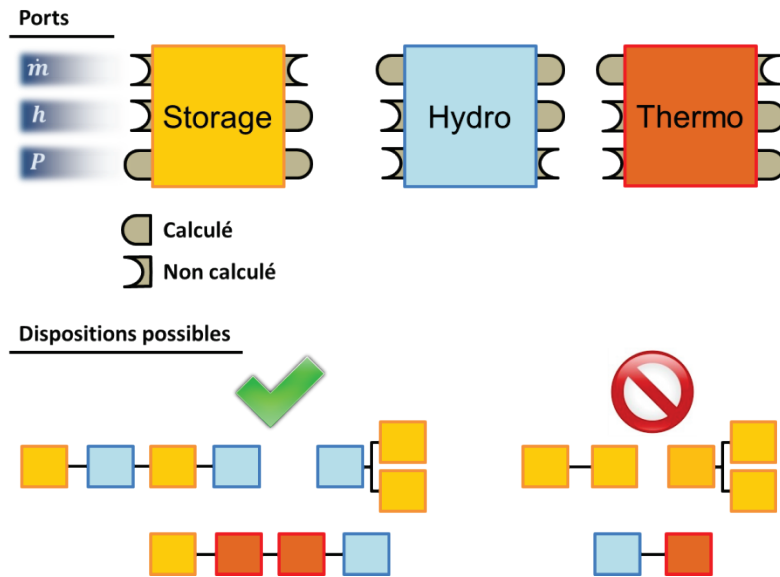 Ports
ṁ
h
P
Storage
Hydro
Thermo
Calculé
Non calculé
Dispositions possibles